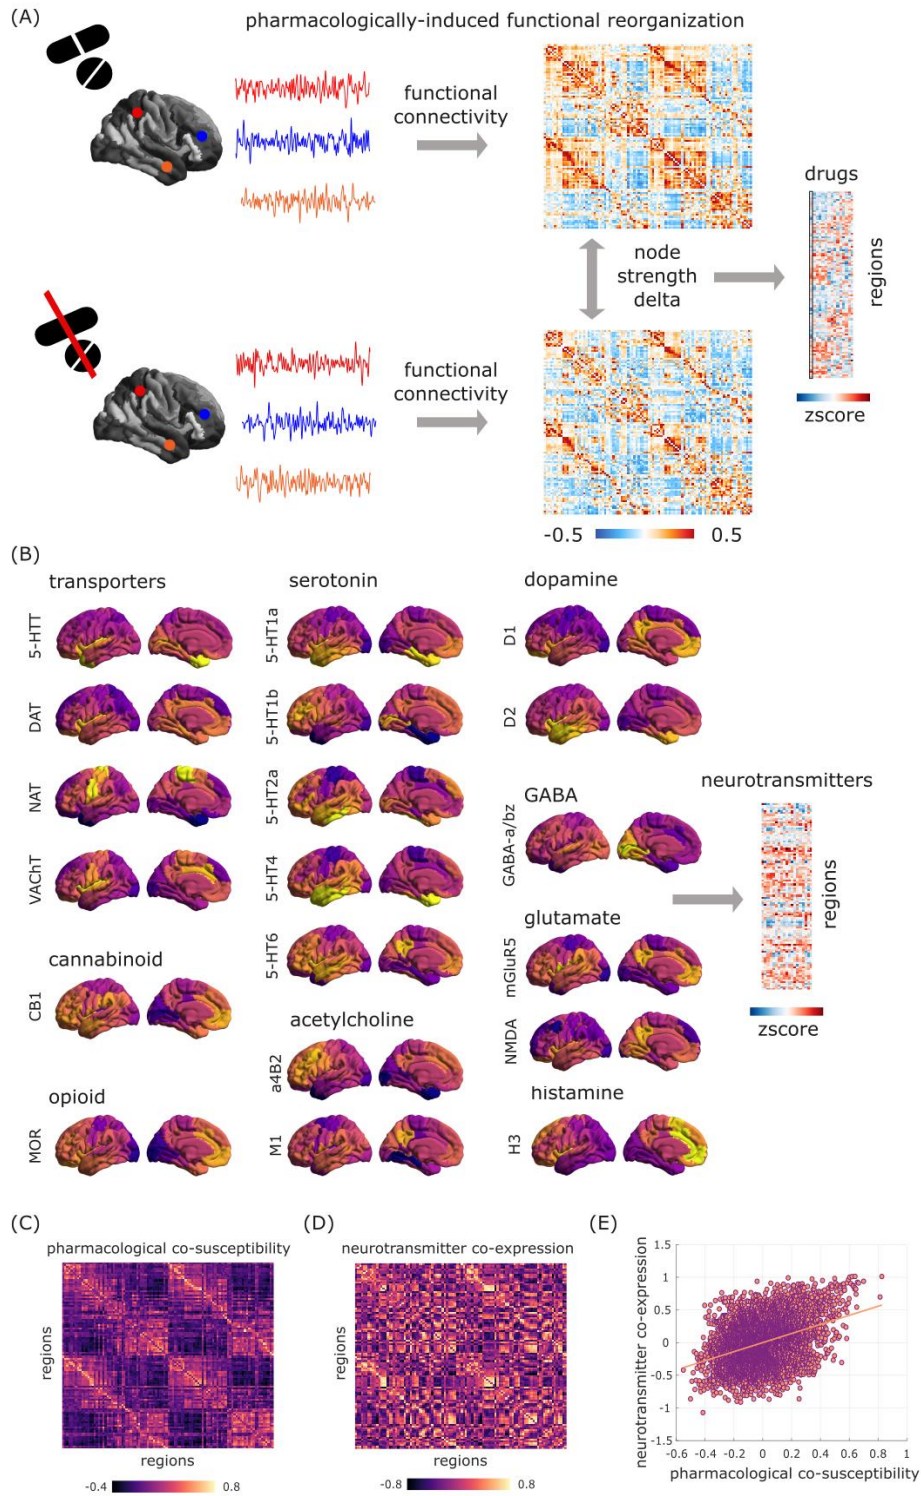 (A)
pharmacologically-induced functional reorganization
functional
connectivity
drugs
regions
node
strength
delta
zscore
functional
connectivity
-0.5
0.5
(B)
transporters
5-HTT
DAT
NAT
VAChT
cannabinoid
CB1
opioid
MOR
serotonin
5-HT1a
5-HT1b
5-HT2a
5-HT4
5-HT6
acetylcholine
a4B2
M1
dopamine
D1
D2
GABA
GABA-a/bz
glutamate
mGluR5
NMDA
histamine
H3
neurotransmitters
regions
zscore
(C)
pharmacological co-susceptibility
regions
regions
-0.4
0.8
(D)
neurotransmitter co-expression
regions
regions
-0.8
0.8
(E)
neurotransmitter co-expression
1.5
1
0.5
0
-0.5
-1
-1.5
-0.6
-0.4
-0.2
0
0.2
0.4
0.6
0.8
1
pharmacological co-susceptibility